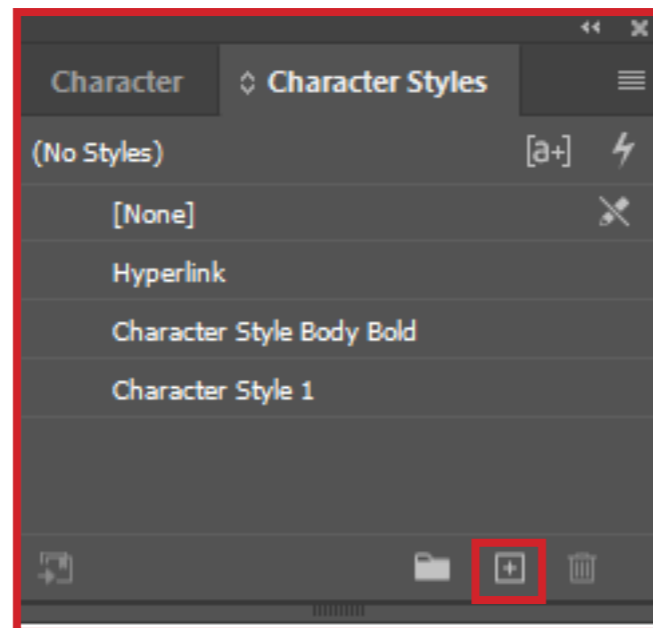 Character Character Styles
(No Styles) [a+]
[None]
Hyperlink
Character Style Body Bold
Character Style 1